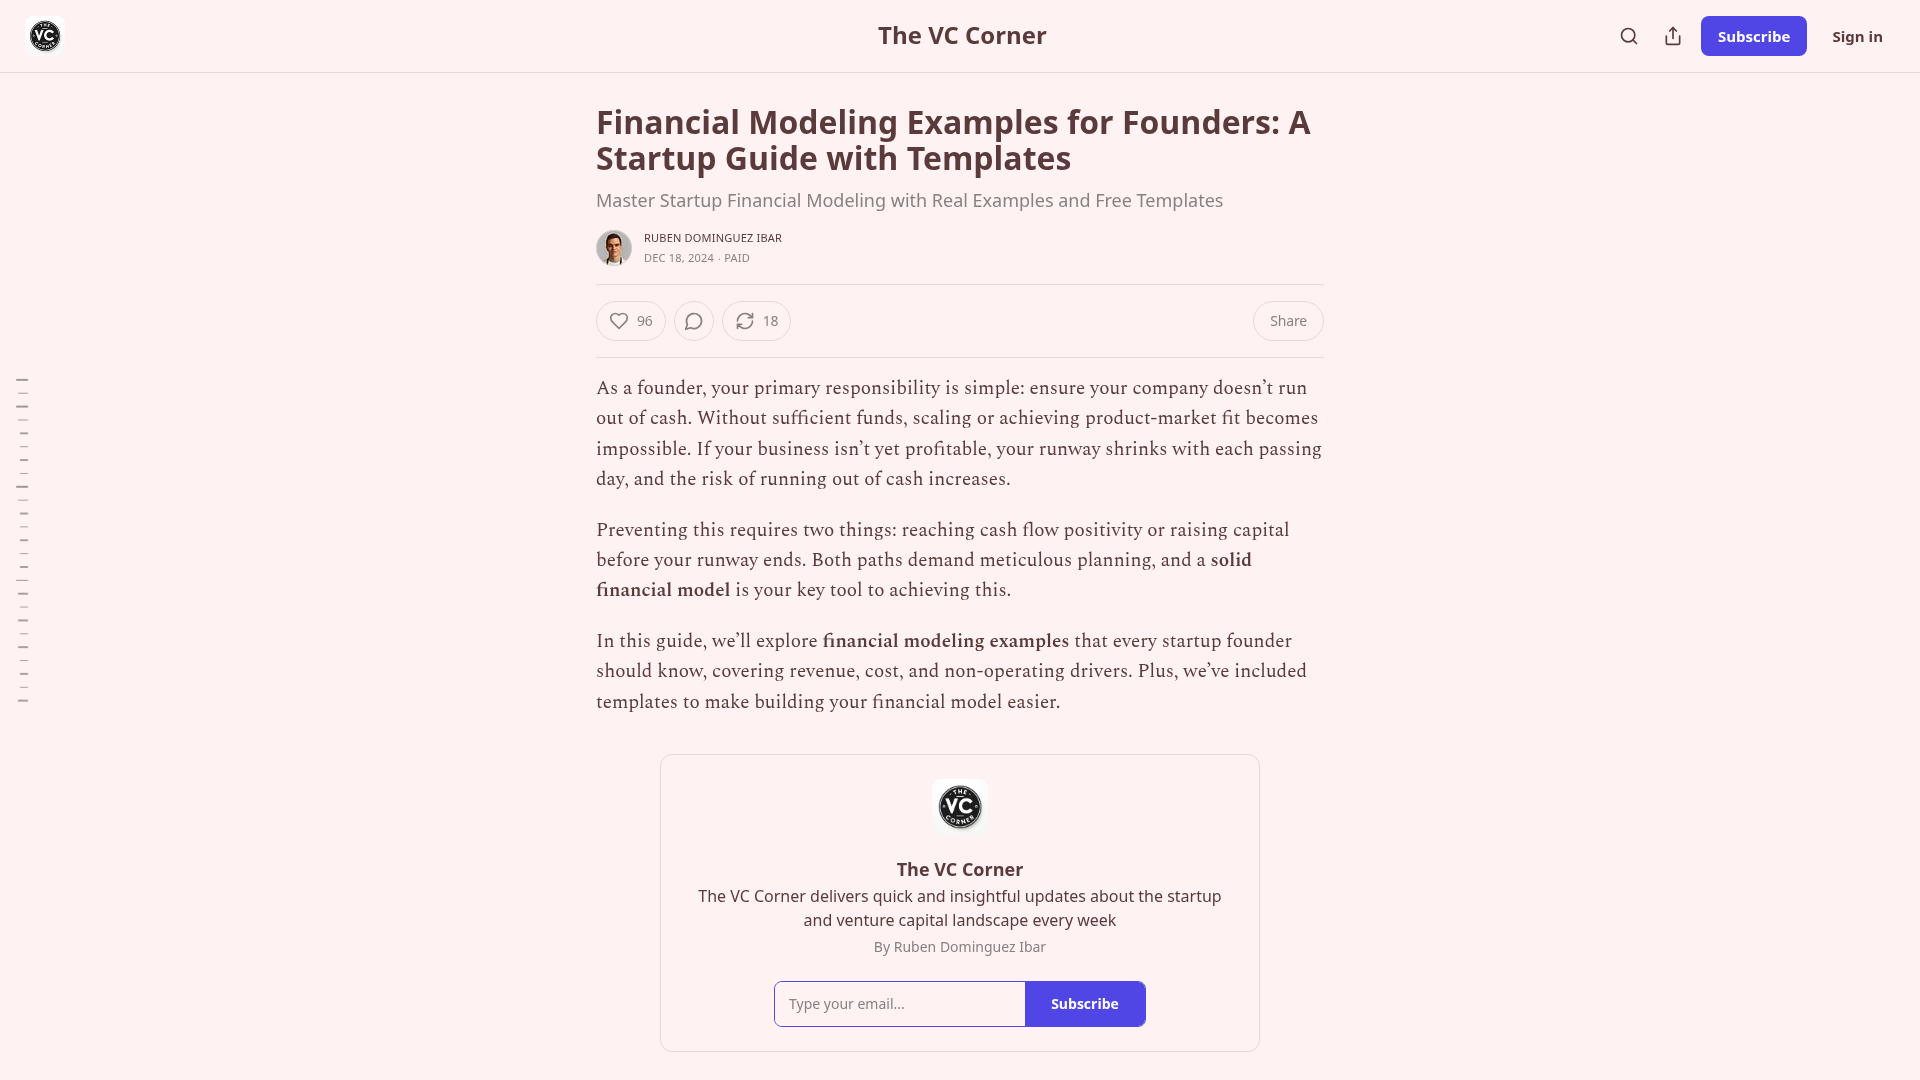 THE VC CORNER
The VC Corner
Subscribe
Sign in
Financial Modeling Examples for Founders: A
Startup Guide with Templates
Master Startup Financial Modeling with Real Examples and Free Templates
RUBEN DOMINGUEZ IBAR
DEC 18, 2024 · PAID
96
18
Share
As a founder, your primary responsibility is simple: ensure your company doesn’t run
out of cash. Without sufficient funds, scaling or achieving product-market fit becomes
impossible. If your business isn’t yet profitable, your runway shrinks with each passing
day, and the risk of running out of cash increases.
Preventing this requires two things: reaching cash flow positivity or raising capital
before your runway ends. Both paths demand meticulous planning, and a solid
financial model is your key tool to achieving this.
In this guide, we’ll explore financial modeling examples that every startup founder
should know, covering revenue, cost, and non-operating drivers. Plus, we’ve included
templates to make building your financial model easier.
THE VC CORNER
The VC Corner
The VC Corner delivers quick and insightful updates about the startup
and venture capital landscape every week
By Ruben Dominguez Ibar
Type your email...
Subscribe